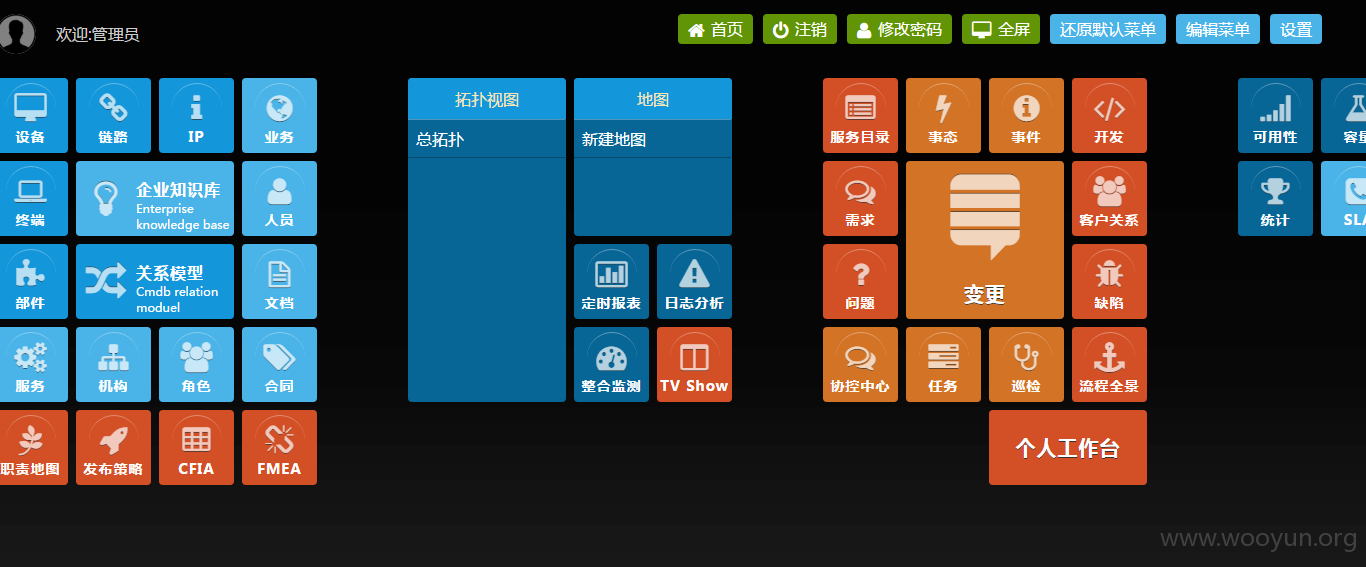 欢迎:管理员
首页
注销
修改密码
全屏
还原默认菜单
编辑菜单
设置
设备
链路
IP
业务
终端
企业知识库
Enterprise
knowledge base
人员
部件
关系模型
Cmdb relation
moduel
文档
服务
机构
角色
合同
职责地图
发布策略
CFIA
FMEA
拓扑视图
总拓扑
地图
新建地图
定时报表
日志分析
整合监测
TV Show
服务目录
事态
事件
开发
需求
变更
客户关系
问题
缺陷
协控中心
任务
巡检
流程全景
个人工作台
可用性
统计
SLA
www.wooyun.org